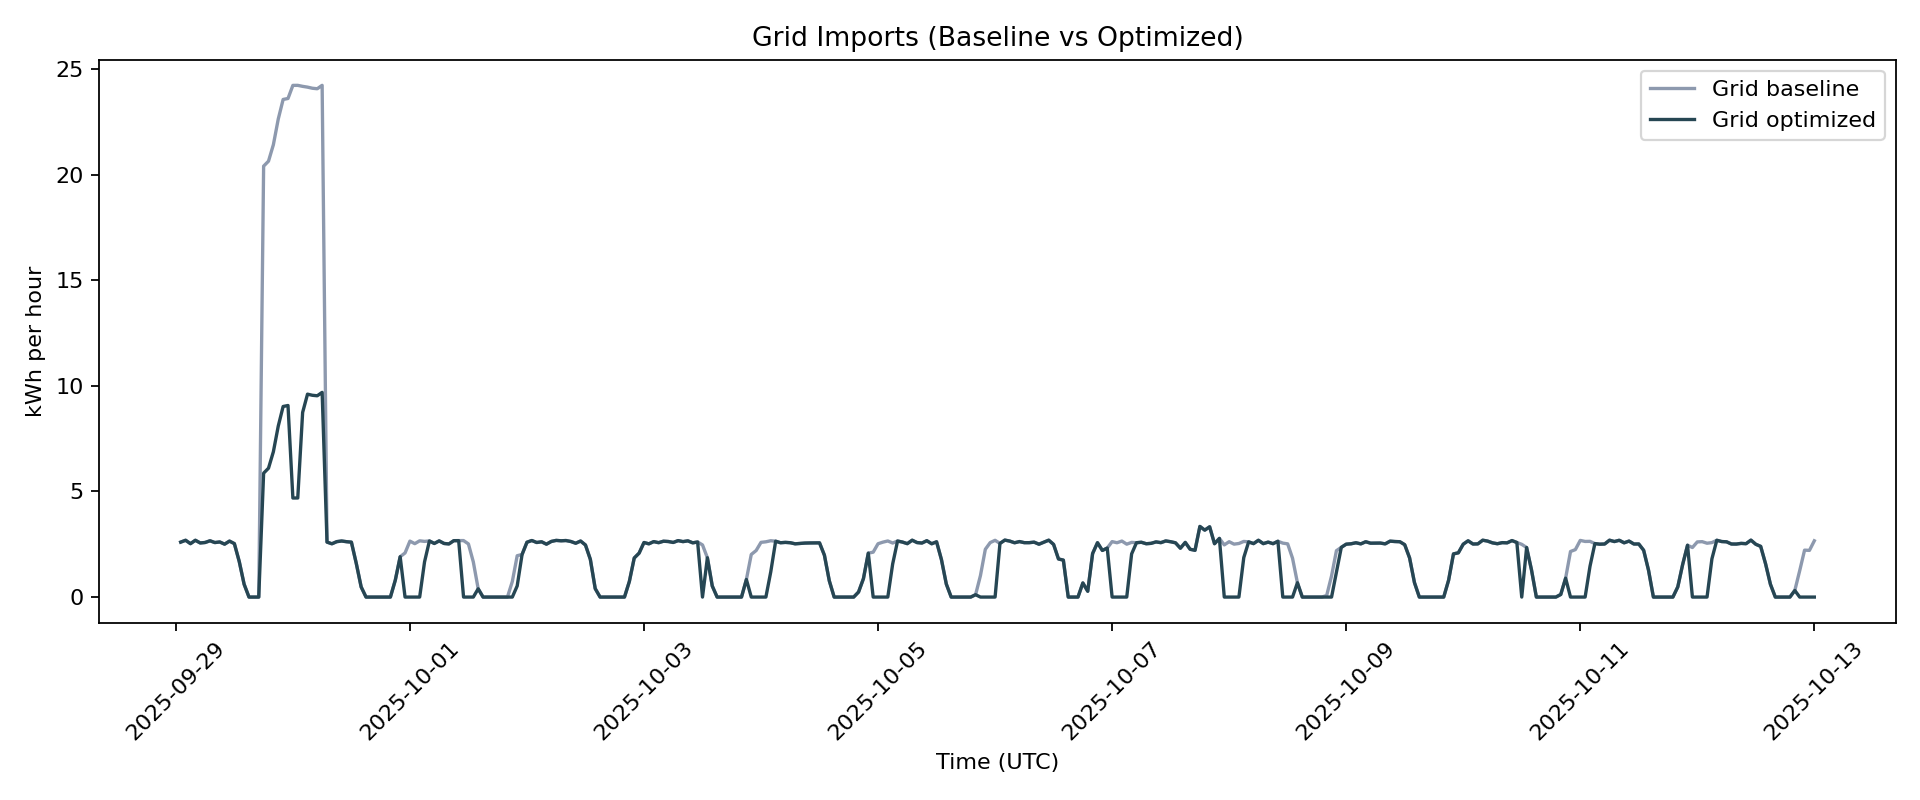 Grid Imports (Baseline vs Optimized)
Grid baseline
Grid optimized
kWh per hour
25
20
15
10
5
0
2025-09-29
2025-10-01
2025-10-03
2025-10-05
2025-10-07
2025-10-09
2025-10-11
2025-10-13
Time (UTC)